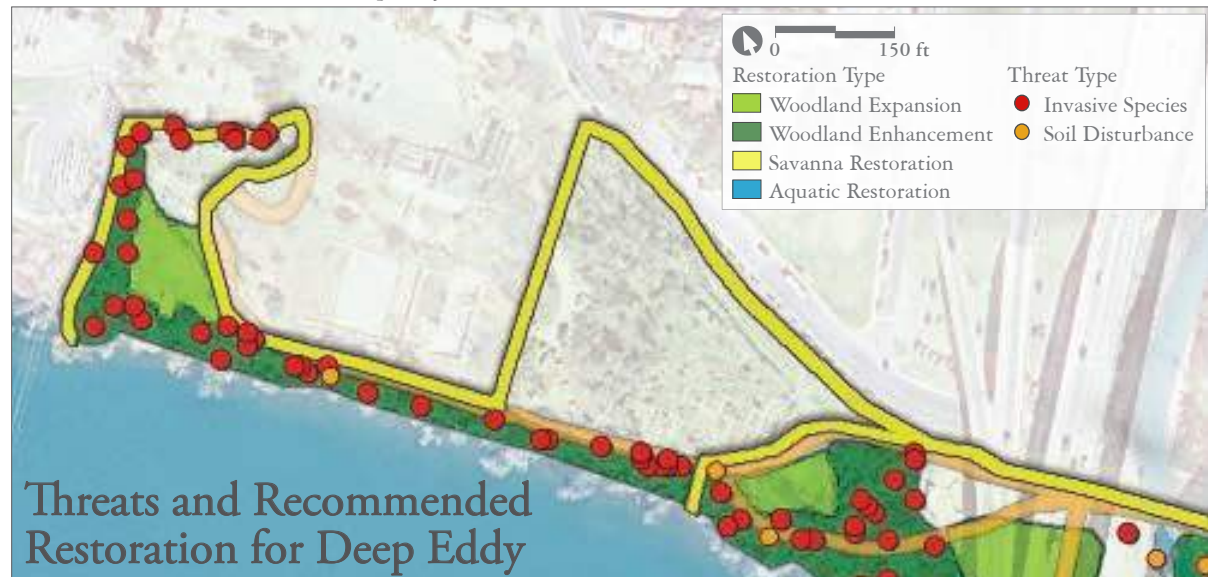 0 150 ft
Restoration Type
Woodland Expansion
Woodland Enhancement
Savanna Restoration
Aquatic Restoration
Threat Type
Invasive Species
Soil Disturbance
Threats and Recommended
Restoration for Deep Eddy